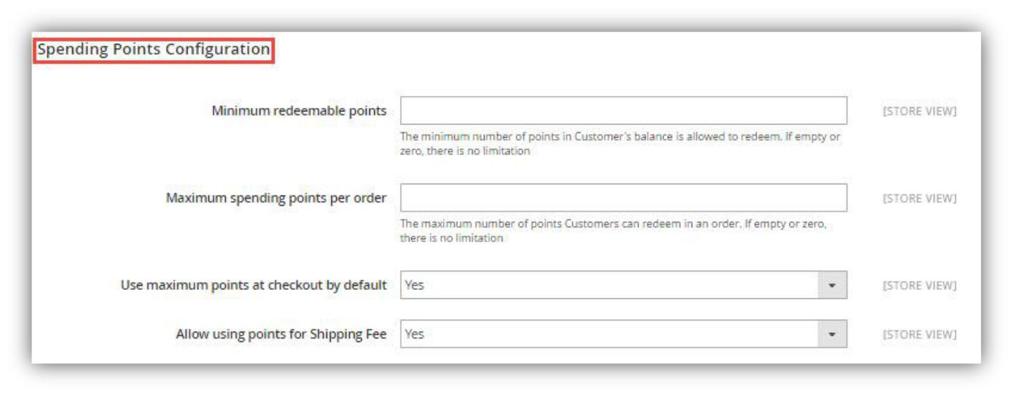 Spending Points Configuration
Minimum redeemable points [STORE VIEW]
The minimum number of points in Customer's balance is allowed to redeem. If empty or
zero, there is no limitation
Maximum spending points per order [STORE VIEW]
The maximum number of points Customers can redeem in an order. If empty or zero,
there is no limitation
Use maximum points at checkout by default Yes [STORE VIEW]
Allow using points for Shipping Fee Yes [STORE VIEW]